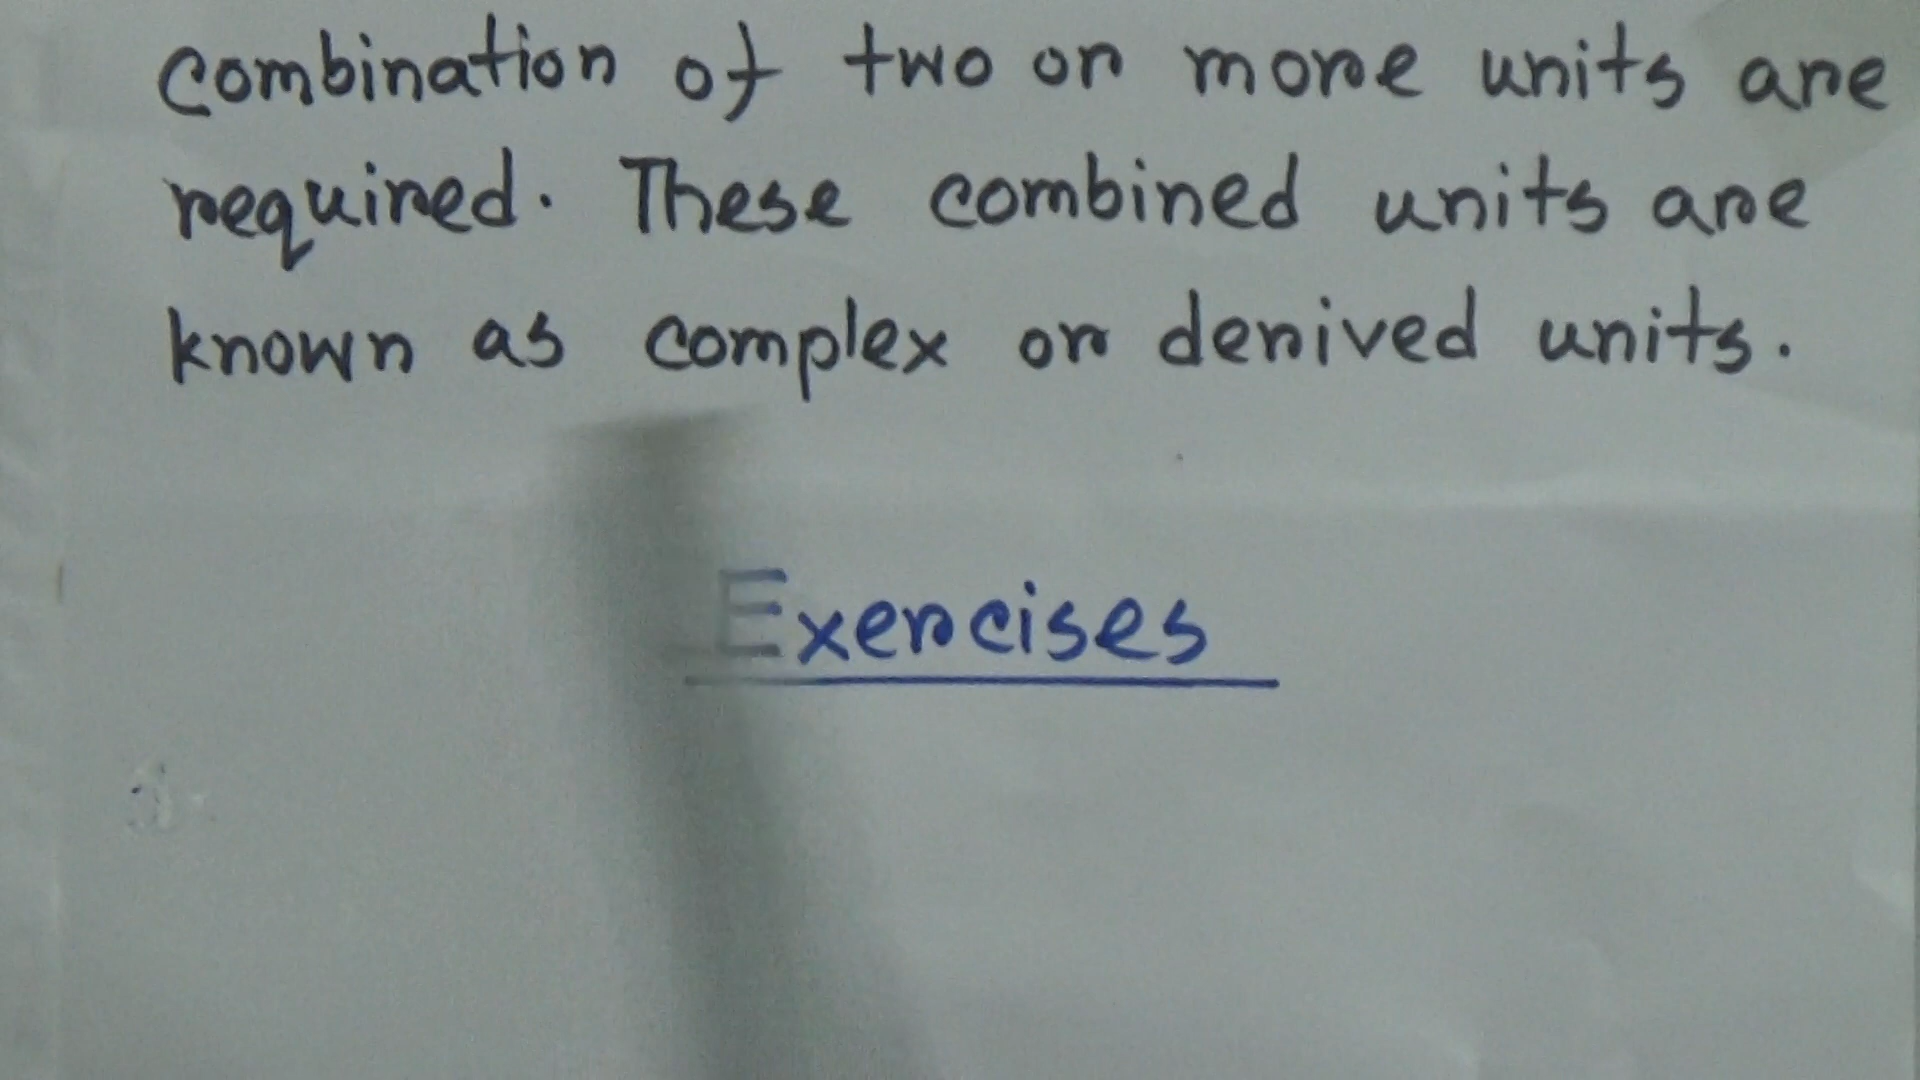 combination of two or more units are
required. These combined units are
known as complex or derived units.
Exercises